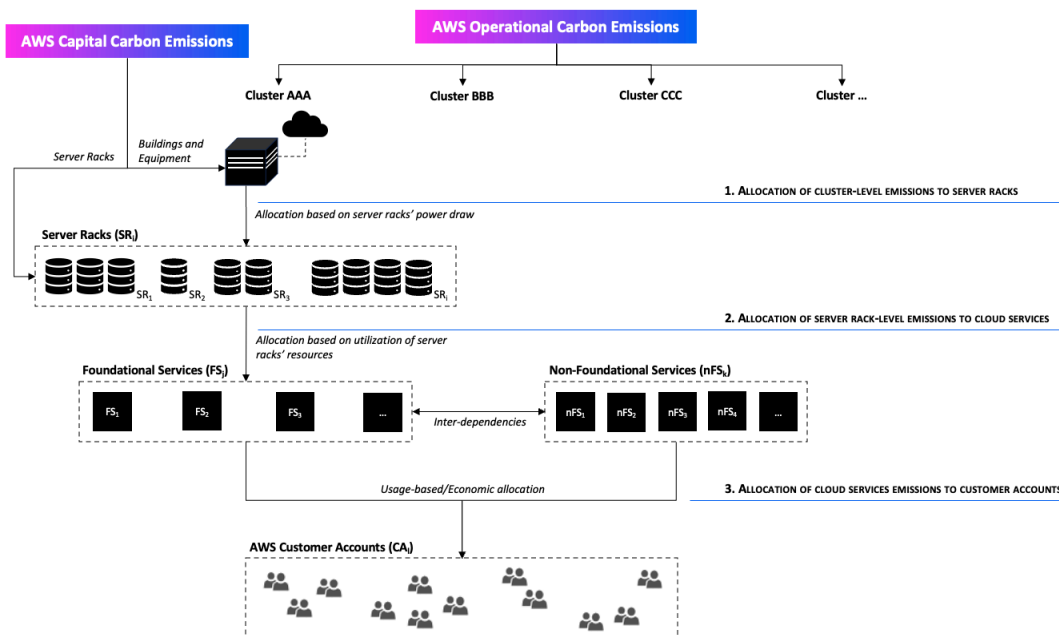 AWS Capital Carbon Emissions
AWS Operational Carbon Emissions
Cluster AAA
Cluster BBB
Cluster CCC
Cluster ...
Buildings and
Equipment
Server Racks
1. ALLOCATION OF CLUSTER-LEVEL EMISSIONS TO SERVER RACKS
Allocation based on server racks' power draw
Server Racks (SRi)
SR1
SR2
SR3
SRi
2. ALLOCATION OF SERVER RACK-LEVEL EMISSIONS TO CLOUD SERVICES
Allocation based on utilization of server
racks' resources
Foundational Services (FSj)
Non-Foundational Services (nFSk)
FS1
FS2
FS3
...
Inter-dependencies
nFS1
nFS2
nFS3
nFS4
...
Usage-based/Economic allocation
3. ALLOCATION OF CLOUD SERVICES EMISSIONS TO CUSTOMER ACCOUNTS
AWS Customer Accounts (CAl)